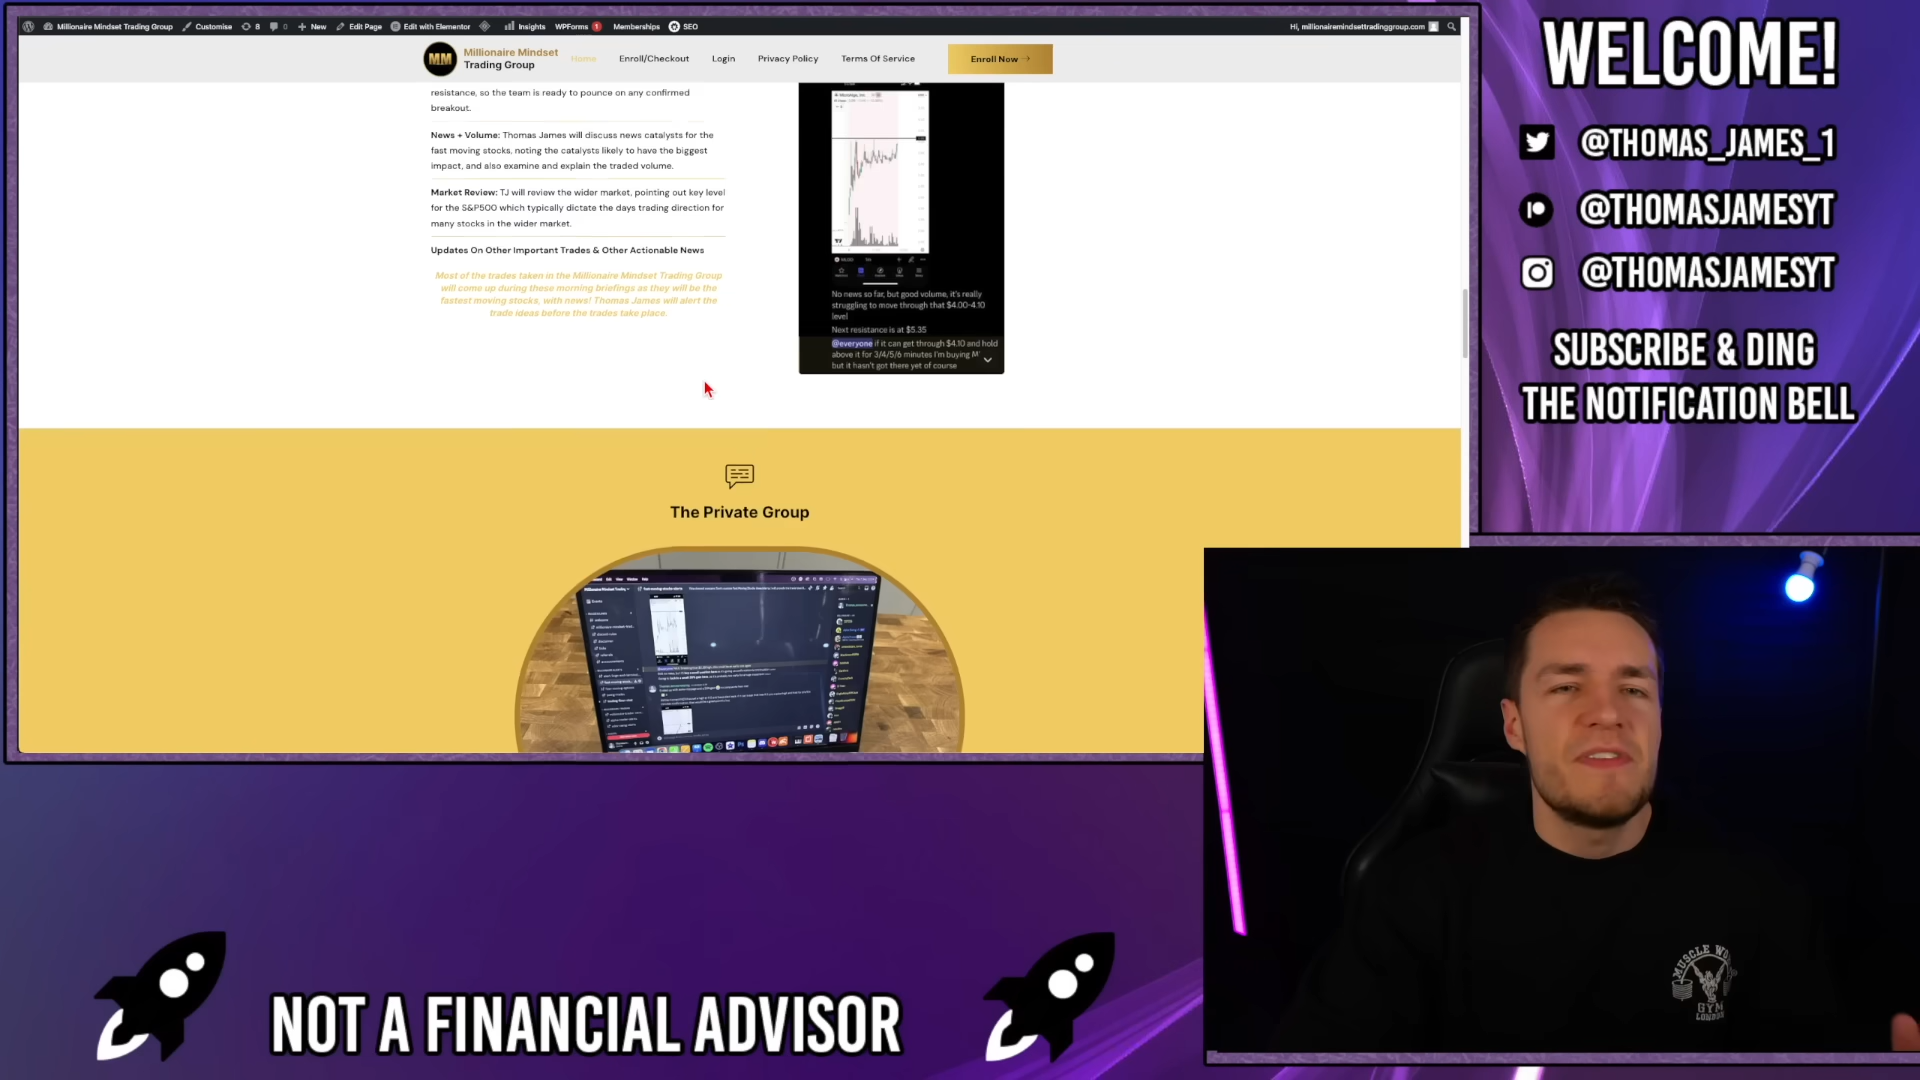 Millionaire Mindset Trading Group
Customise
8
0
New
Edit Page
Edit with Elementor
Insights
WPForms 1
Memberships
SEO
Hi, millionairemindsettradinggroup.com
MM
Millionaire Mindset
Trading Group
Home
Enroll/Checkout
Login
Privacy Policy
Terms Of Service
Enroll Now
resistance, so the team is ready to pounce on any confirmed
breakout.
News + Volume: Thomas James will discuss news catalysts for the
fast moving stocks, noting the catalysts likely to have the biggest
impact, and also examine and explain the traded volume.
Market Review: TJ will review the wider market, pointing out key level
for the S&P500 which typically dictate the days trading direction for
many stocks in the wider market.
Updates On Other Important Trades & Other Actionable News
Most of the trades taken in the Millionaire Mindset Trading Group
will come up during these morning briefings as they will be the
fastest moving stocks, with news! Thomas James will alert the
trade ideas before the trades take place.
No news so far, but good volume, it's really
struggling to move through that $4.00-4.10
level
Next resistance is at $5.35
@everyone if it can get through $4.10 and hold
above it for 3/4/5/6 minutes I'm buying M
but it hasn't got there yet of course
The Private Group
WELCOME!
@THOMAS_JAMES_1
@THOMASJAMESYT
@THOMASJAMESYT
SUBSCRIBE & DING
THE NOTIFICATION BELL
MUSCLE WO
GYM
LONDON
NOT A FINANCIAL ADVISOR